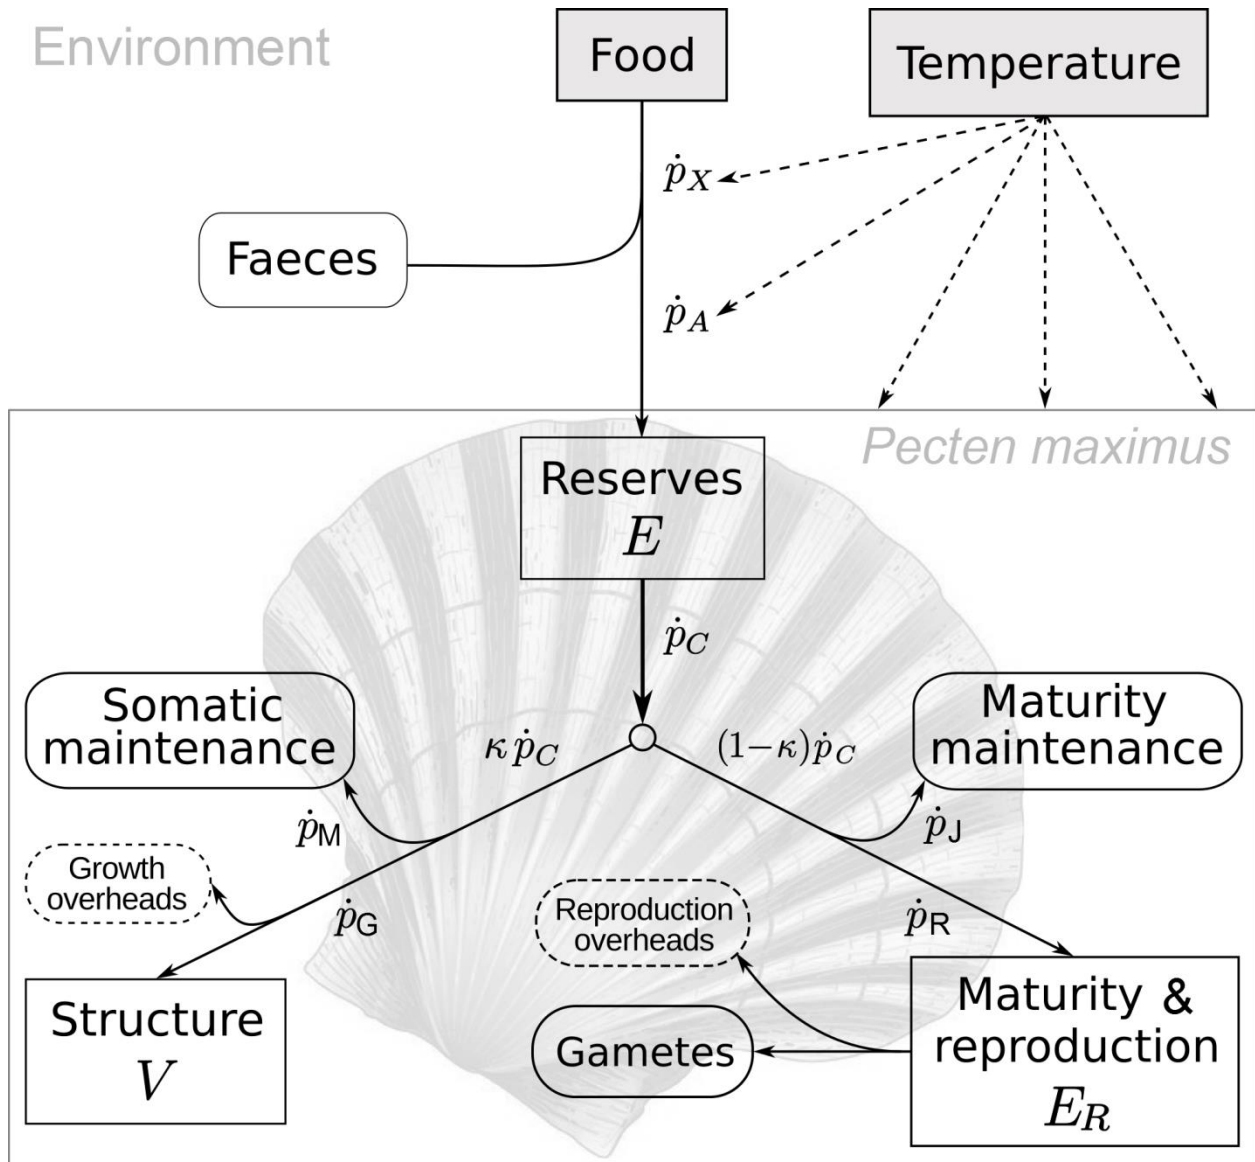 Environment
Food
Temperature
ṗX
Faeces
ṗA
Pecten maximus
Reserves
E
ṗC
Somatic
maintenance
κṗC
(1−κ)ṗC
Maturity
maintenance
ṗM
ṗJ
Growth
overheads
ṗG
Reproduction
overheads
ṗR
Structure
V
Gametes
Maturity &
reproduction
ER